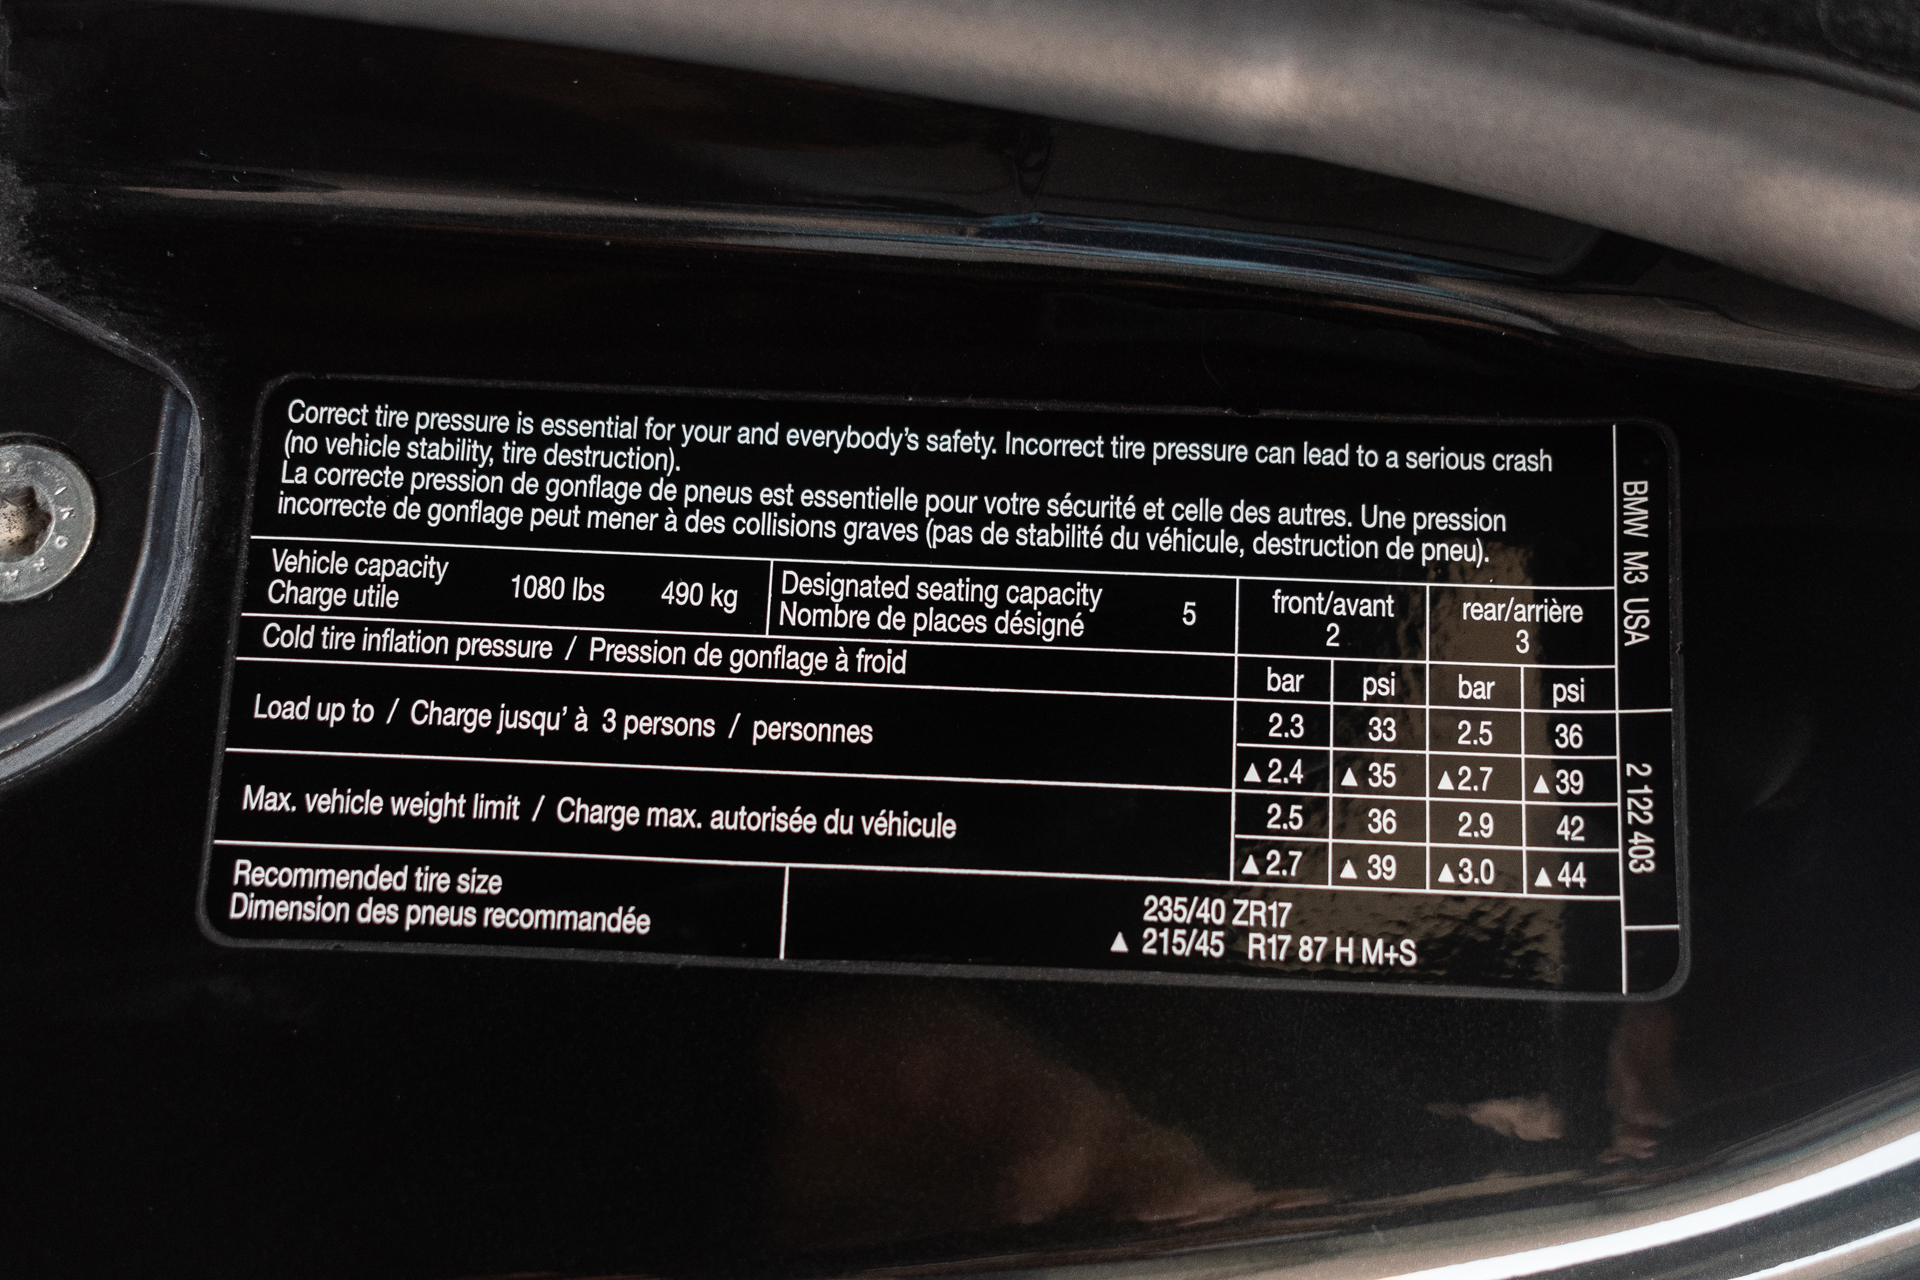 Correct tire pressure is essential for your and everybody's safety. Incorrect tire pressure can lead to a serious crash
(no vehicle stability, tire destruction).
La correcte pression de gonflage de pneus est essentielle pour votre sécurité et celle des autres. Une pression
incorrecte de gonflage peut mener à des collisions graves (pas de stabilité du véhicule, destruction de pneu).
Vehicle capacity
Charge utile
1080 lbs 490 kg
Designated seating capacity
Nombre de places désigné
5
front/avant
2
rear/arrière
3
Cold tire inflation pressure / Pression de gonflage à froid
bar psi bar psi
Load up to / Charge jusqu' à 3 persons / personnes
2.3 33 2.5 36
▲2.4 ▲35 ▲2.7 ▲39
Max. vehicle weight limit / Charge max. autorisée du véhicule
2.5 36 2.9 42
▲2.7 ▲39 ▲3.0 ▲44
Recommended tire size
Dimension des pneus recommandée
235/40 ZR17
▲ 215/45 R17 87 H M+S
BMW M3 USA
2 122 403